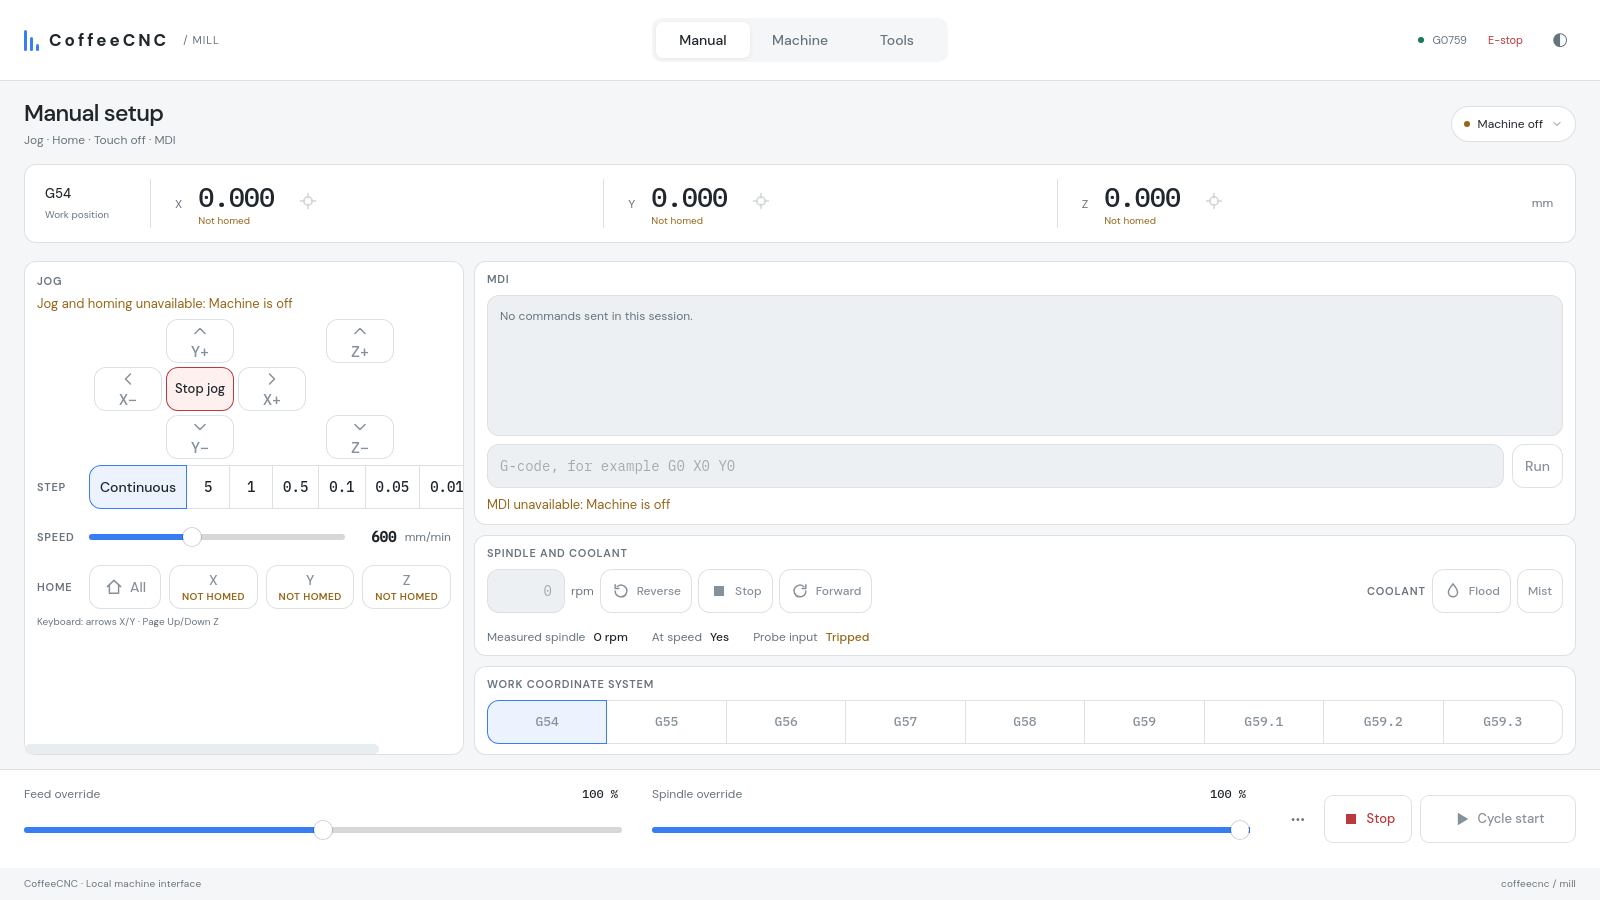 CoffeeCNC / MILL
Manual Machine Tools
G0759 E-stop
Manual setup
Jog · Home · Touch off · MDI
Machine off
G54
Work position
X 0.000
Not homed
Y 0.000
Not homed
Z 0.000
Not homed
mm
JOG
Jog and homing unavailable: Machine is off
Y+ Z+
X− Stop jog X+
Y− Z−
STEP Continuous 5 1 0.5 0.1 0.05 0.01
SPEED 600 mm/min
HOME All X Y Z
NOT HOMED NOT HOMED NOT HOMED
Keyboard: arrows X/Y · Page Up/Down Z
MDI
No commands sent in this session.
G-code, for example G0 X0 Y0
Run
MDI unavailable: Machine is off
SPINDLE AND COOLANT
0 rpm Reverse Stop Forward
COOLANT Flood Mist
Measured spindle 0 rpm At speed Yes Probe input Tripped
WORK COORDINATE SYSTEM
G54 G55 G56 G57 G58 G59 G59.1 G59.2 G59.3
Feed override 100 %
Spindle override 100 %
Stop Cycle start
CoffeeCNC · Local machine interface
coffeecnc / mill